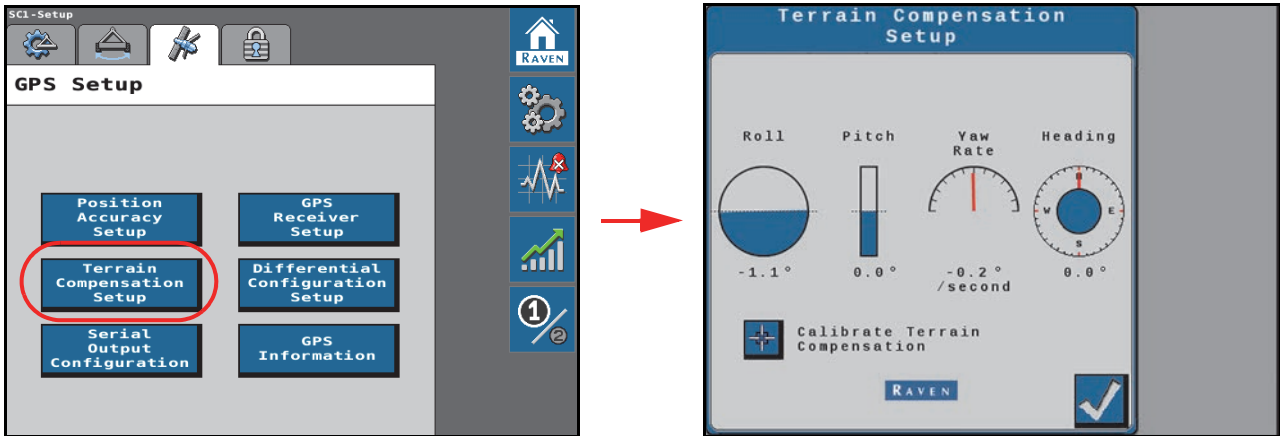 SC1-Setup
GPS Setup
Position
Accuracy
Setup
GPS
Receiver
Setup
Terrain
Compensation
Setup
Differential
Configuration
Setup
Serial
Output
Configuration
GPS
Information
RAVEN
1/2
Terrain Compensation
Setup
Roll
Pitch
Yaw
Rate
Heading
W
E
S
-1.1°
0.0°
-0.2°
/second
0.0°
Calibrate Terrain
Compensation
RAVEN